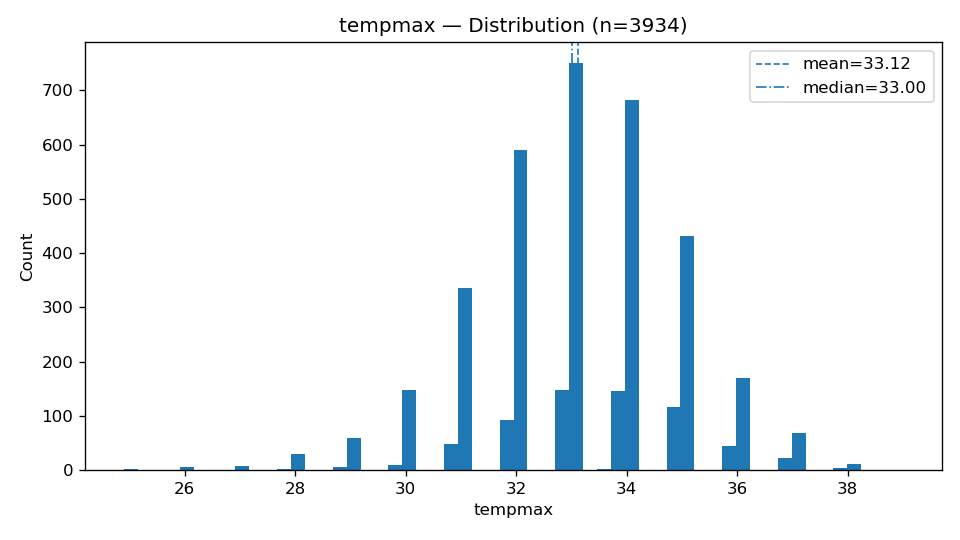 tempmax — Distribution (n=3934)
mean=33.12
median=33.00
700
600
500
400
300
200
100
0
Count
26 28 30 32 34 36 38
tempmax